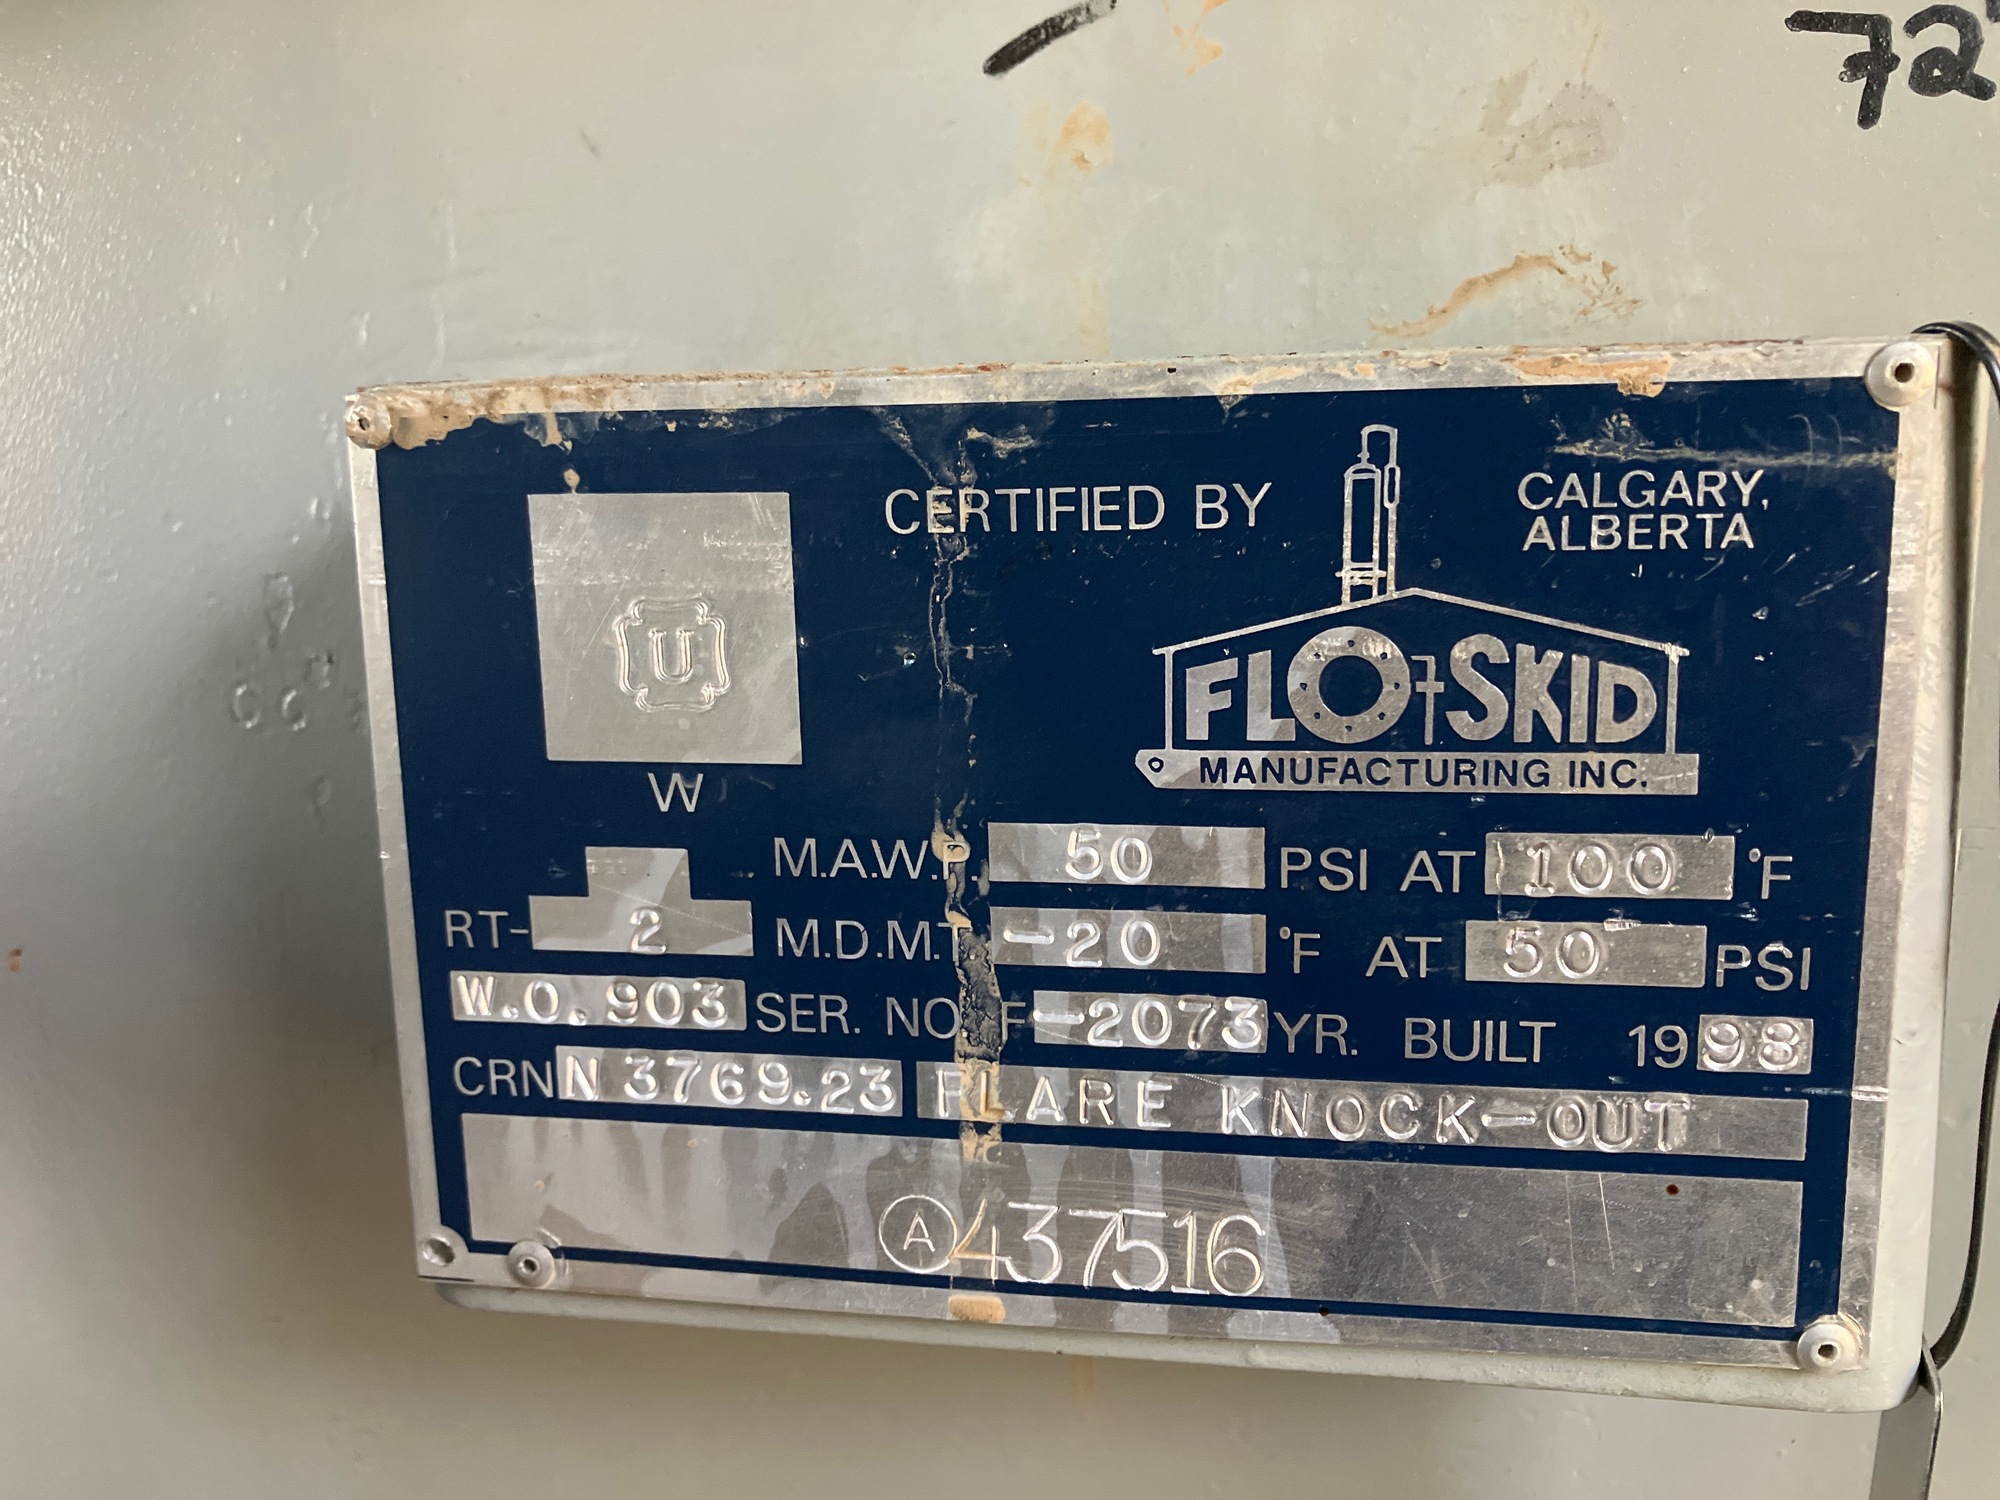 72"
CERTIFIED BY
CALGARY,
ALBERTA
U
W
FLO-SKID
MANUFACTURING INC.
M.A.W.P. 50 PSI AT 100 °F
RT- 2 M.D.M.T. -20 °F AT 50 PSI
W.O. 903 SER. NO. F-2073 YR. BUILT 1998
CRN N 3769.23 FLARE KNOCK-OUT
Ⓐ437516